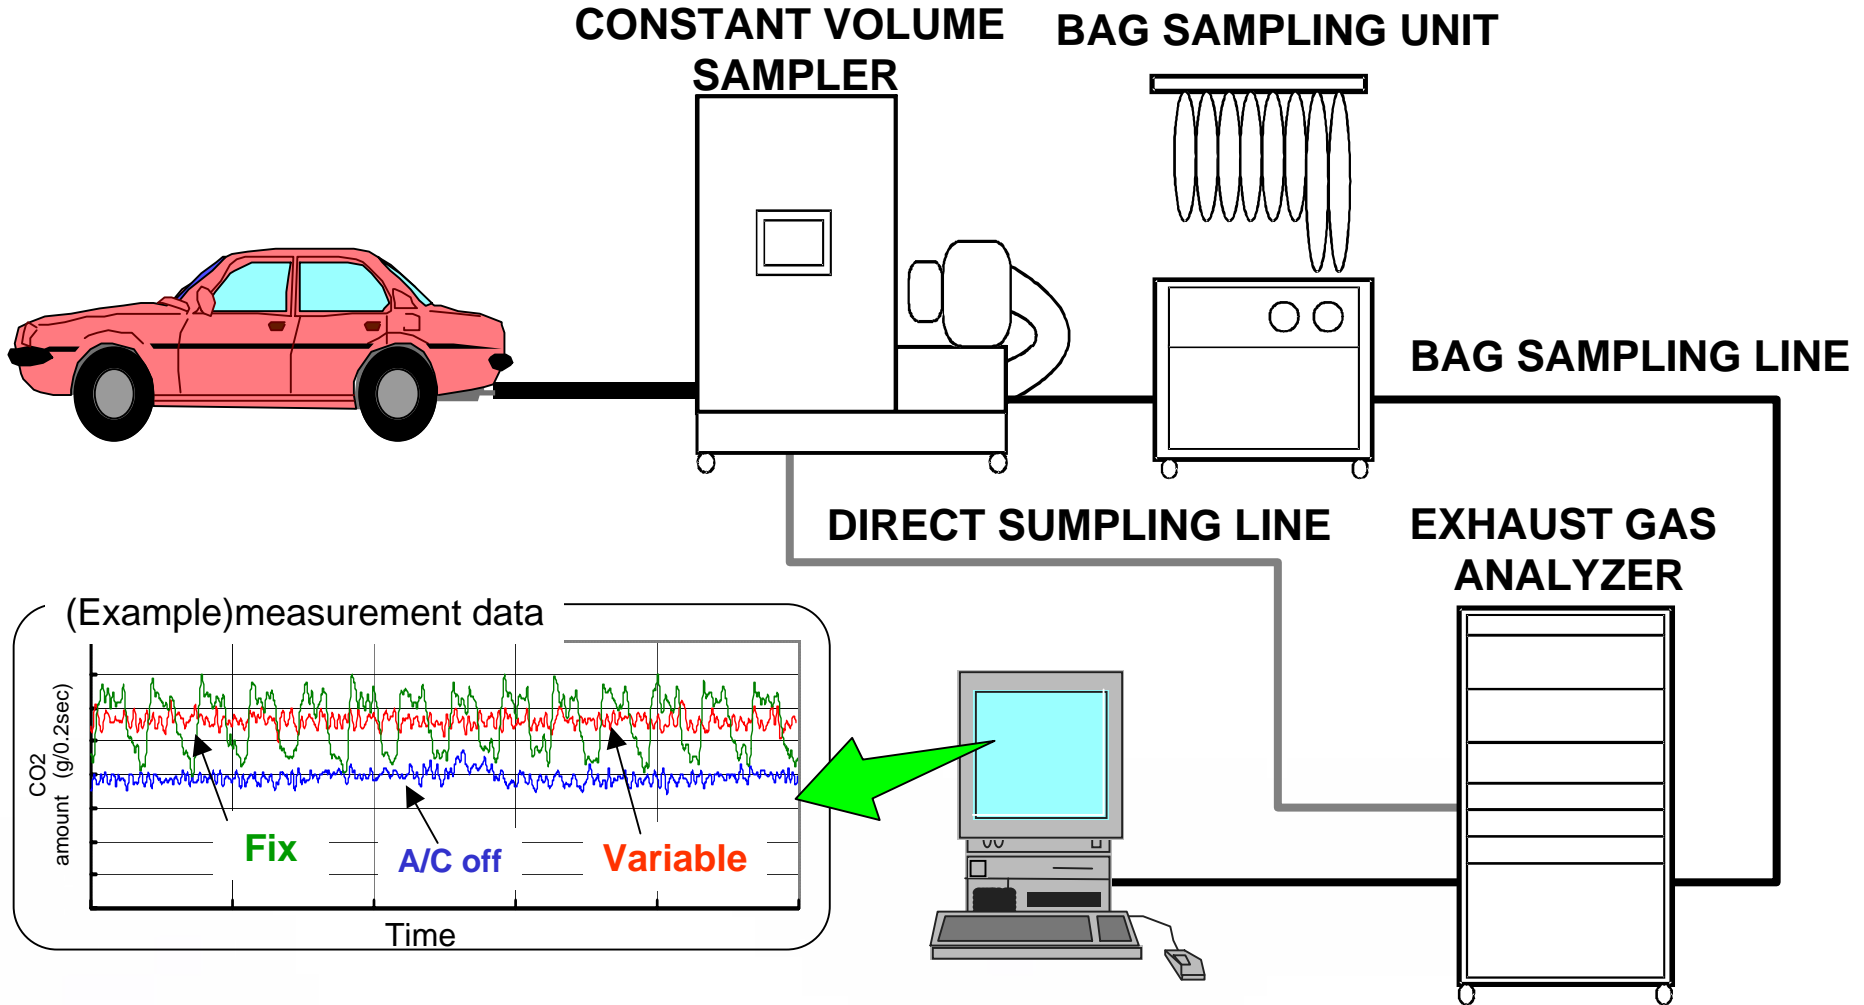 CONSTANT VOLUME
SAMPLER
BAG SAMPLING UNIT
BAG SAMPLING LINE
DIRECT SUMPLING LINE
EXHAUST GAS
ANALYZER
(Example)measurement data
CO2
amount (g/0.2sec)
Fix
A/C off
Variable
Time